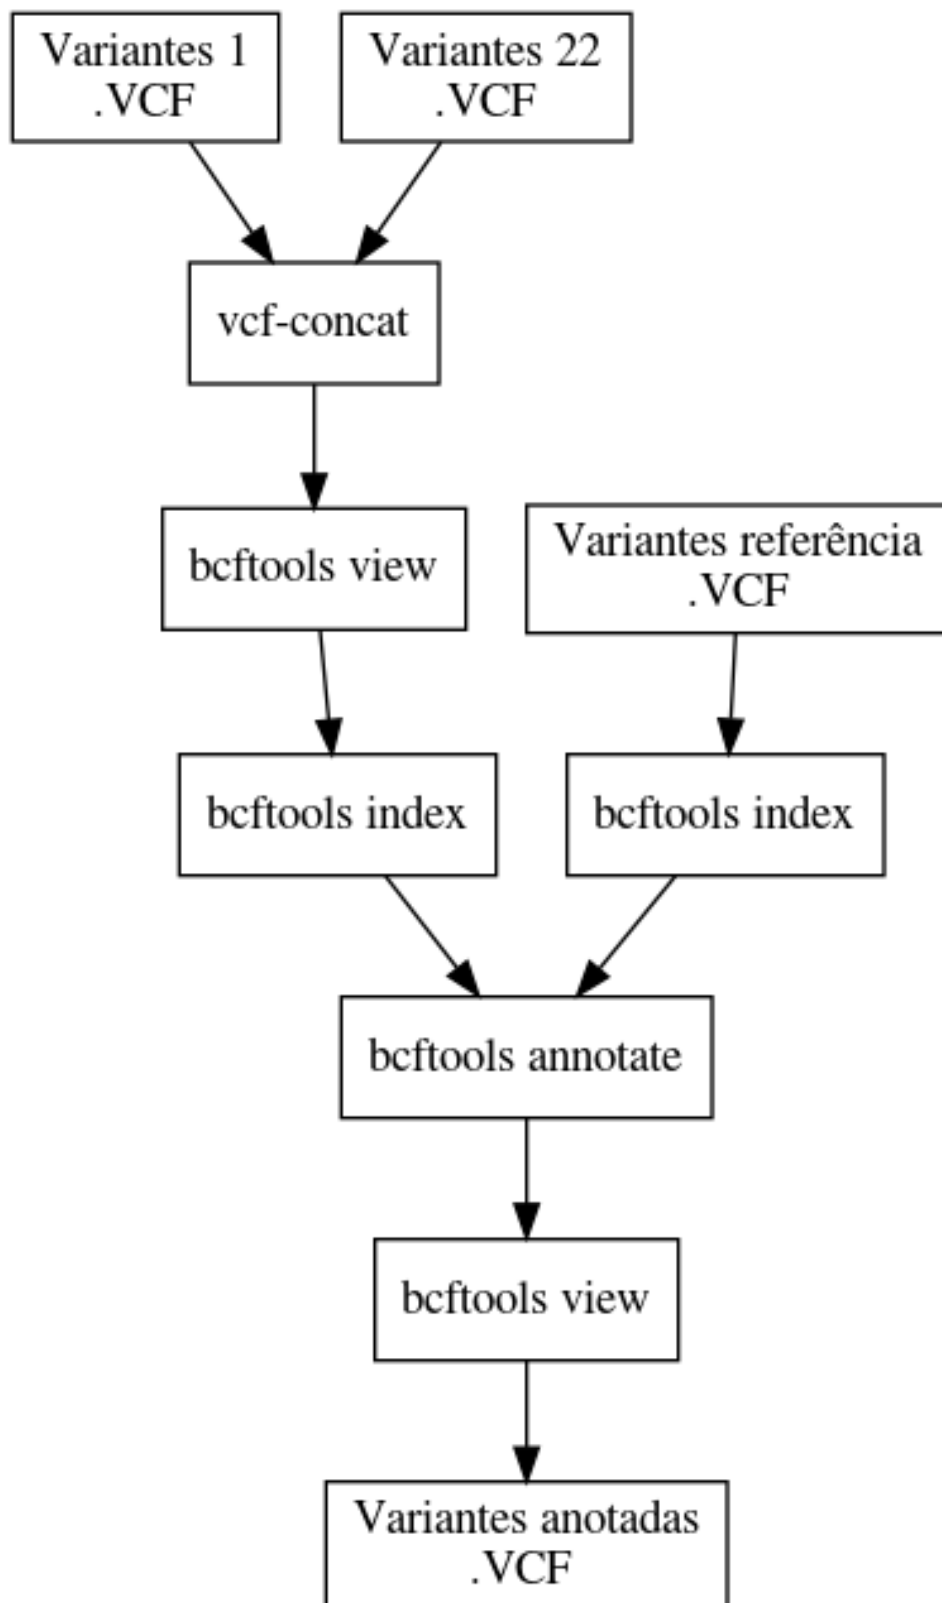 Variantes 1
.VCF
Variantes 22
.VCF
vcf-concat
bcftools view
Variantes referência
.VCF
bcftools index
bcftools index
bcftools annotate
bcftools view
Variantes anotadas
.VCF